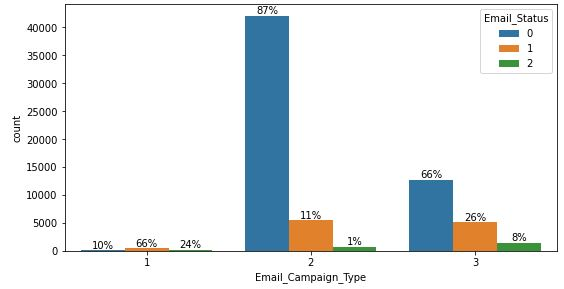 Email_Status
0
1
2
40000
35000
30000
25000
20000
15000
10000
5000
0
count
10% 66% 24%
87% 11% 1%
66% 26% 8%
1 2 3
Email_Campaign_Type